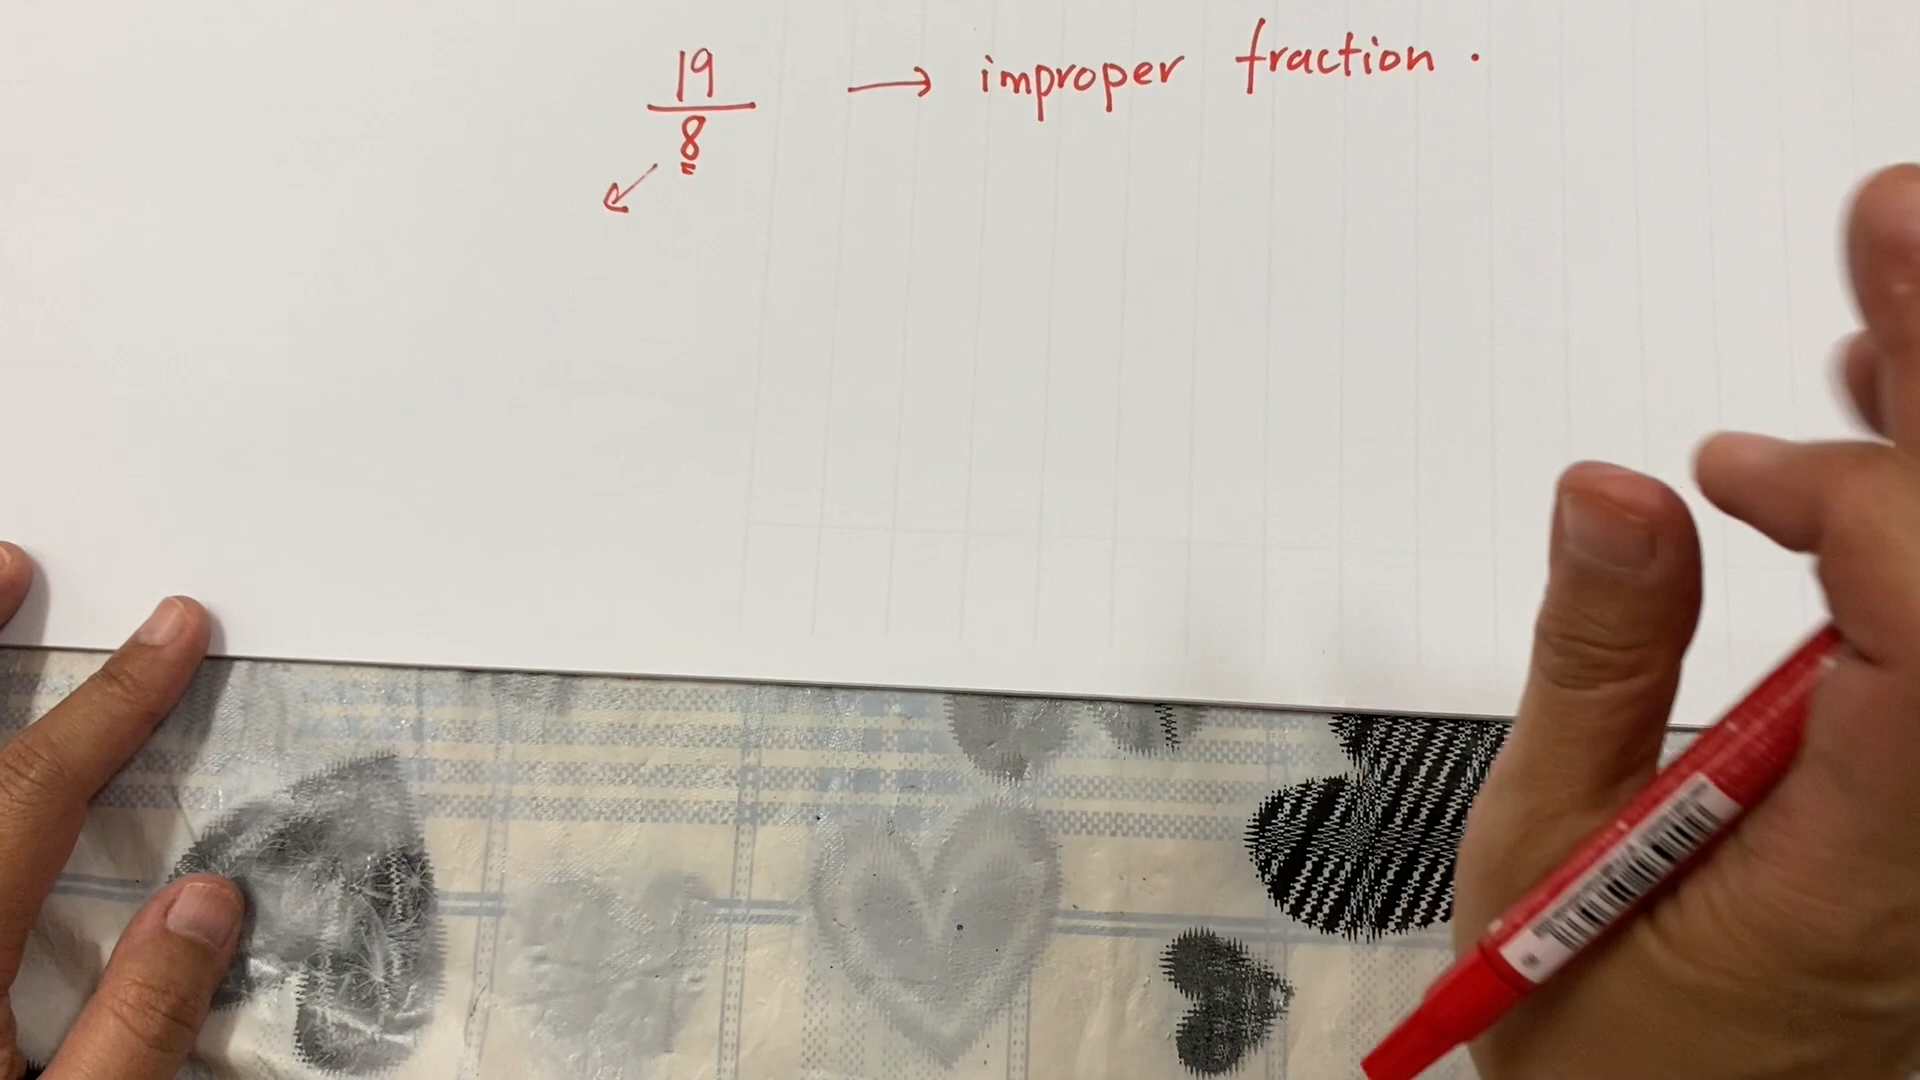 19 → improper fraction.
8